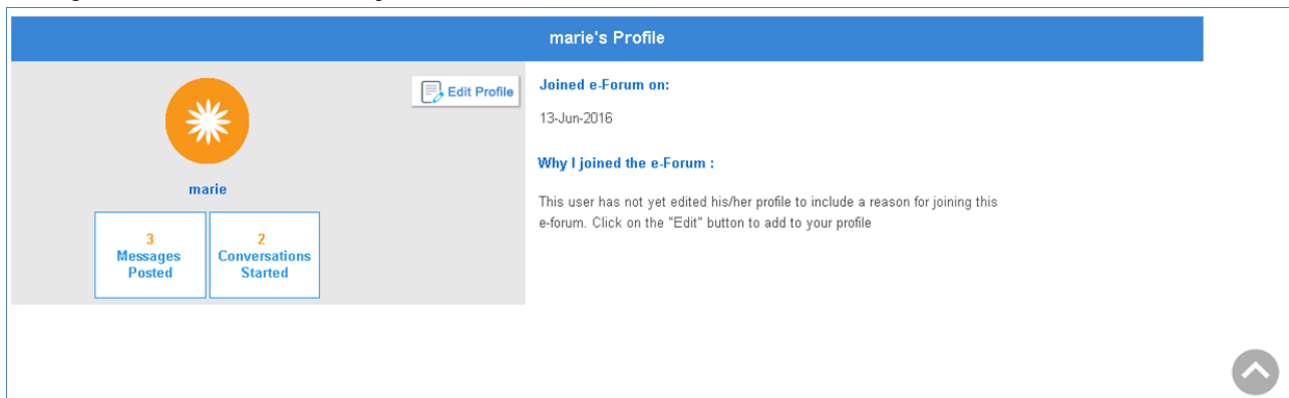 marie's Profile
Edit Profile
Joined e-Forum on:
13-Jun-2016
Why I joined the e-Forum :
marie
This user has not yet edited his/her profile to include a reason for joining this
e-forum. Click on the "Edit" button to add to your profile
3
Messages
Posted
2
Conversations
Started